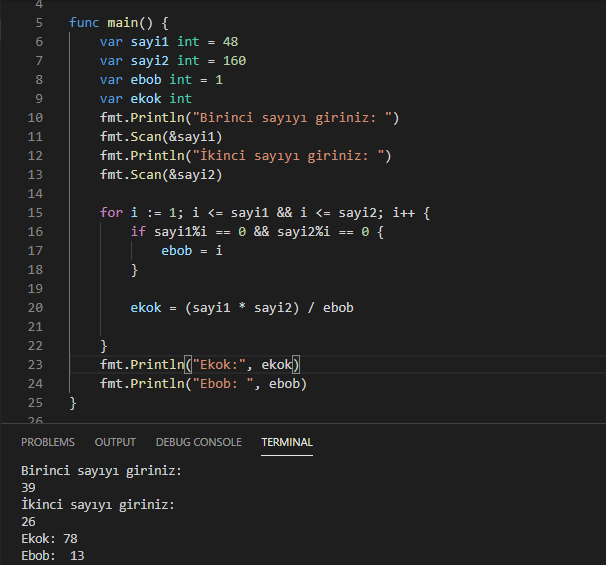 4
5 func main() {
6 var sayi1 int = 48
7 var sayi2 int = 160
8 var ebob int = 1
9 var ekok int
10 fmt.Println("Birinci sayıyı giriniz: ")
11 fmt.Scan(&sayi1)
12 fmt.Println("İkinci sayıyı giriniz: ")
13 fmt.Scan(&sayi2)
14
15 for i := 1; i <= sayi1 && i <= sayi2; i++ {
16 if sayi1%i == 0 && sayi2%i == 0 {
17 ebob = i
18 }
19
20 ekok = (sayi1 * sayi2) / ebob
21
22 }
23 fmt.Println("Ekok:", ekok)
24 fmt.Println("Ebob: ", ebob)
25 }
26
PROBLEMS OUTPUT DEBUG CONSOLE TERMINAL
Birinci sayıyı giriniz:
39
İkinci sayıyı giriniz:
26
Ekok: 78
Ebob:  13